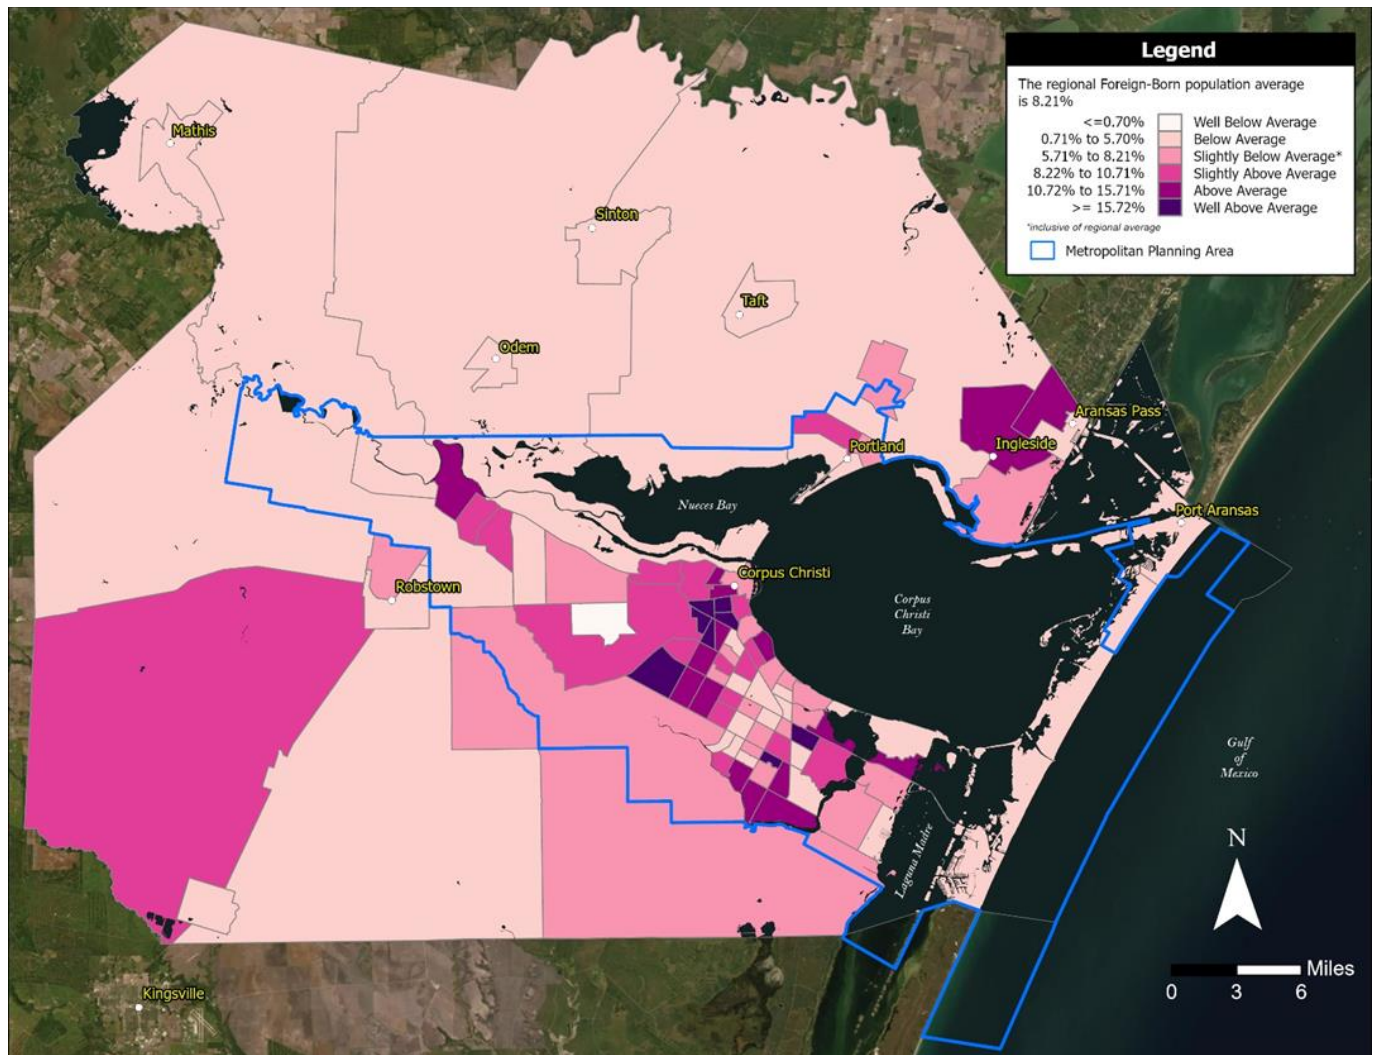 Legend
The regional Foreign-Born population average
is 8.21%
<=0.70% Well Below Average
0.71% to 5.70% Below Average
5.71% to 8.21% Slightly Below Average*
8.22% to 10.71% Slightly Above Average
10.72% to 15.71% Above Average
>= 15.72% Well Above Average
*inclusive of regional average
Metropolitan Planning Area
Mathis
Sinton
Taft
Odem
Aransas Pass
Portland
Ingleside
Nueces Bay
Port Aransas
Corpus Christi
Robstown
Corpus
Christi
Bay
Gulf
of
Mexico
Laguna Madre
N
Kingsville
Miles
0 3 6